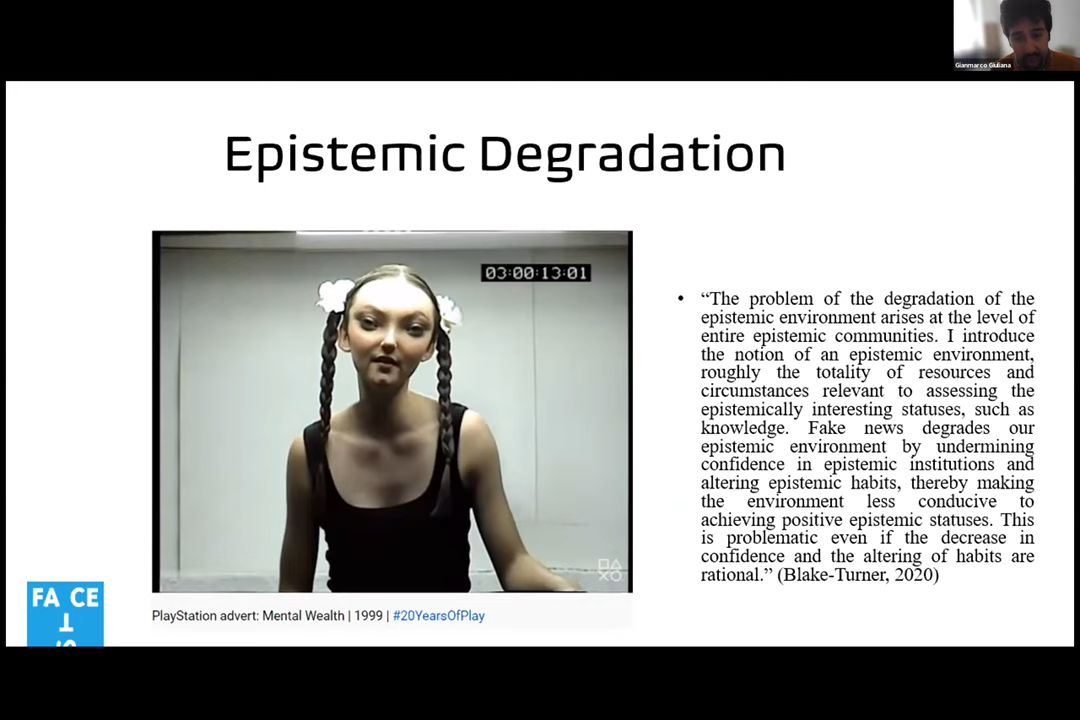 Gianmarco Giuliana
Epistemic Degradation
03:00:13:01
• “The problem of the degradation of the
epistemic environment arises at the level of
entire epistemic communities. I introduce
the notion of an epistemic environment,
roughly the totality of resources and
circumstances relevant to assessing the
epistemically interesting statuses, such as
knowledge. Fake news degrades our
epistemic environment by undermining
confidence in epistemic institutions and
altering epistemic habits, thereby making
the environment less conducive to
achieving positive epistemic statuses. This
is problematic even if the decrease in
confidence and the altering of habits are
rational.” (Blake-Turner, 2020)
PlayStation advert: Mental Wealth | 1999 | #20YearsOfPlay
FA CE